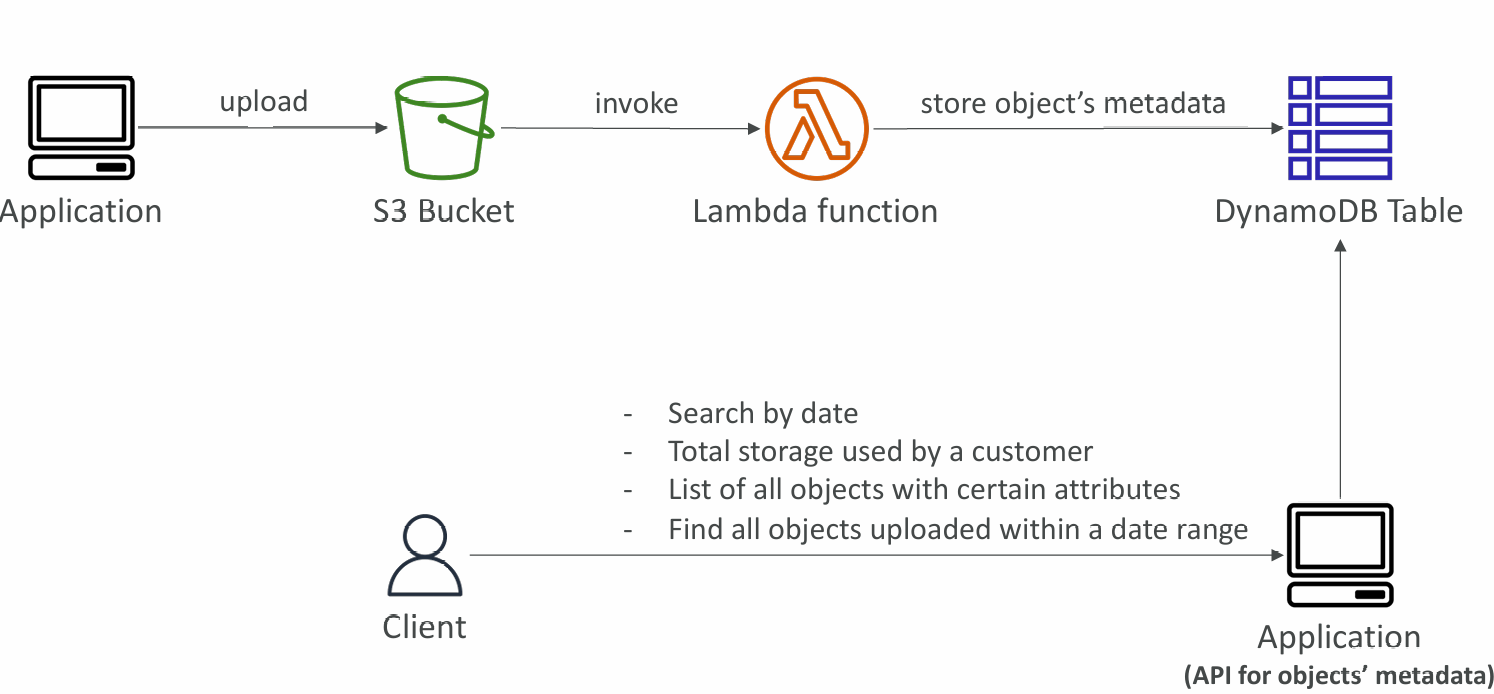 upload
invoke
store object’s metadata
Application
S3 Bucket
Lambda function
DynamoDB Table
- Search by date
- Total storage used by a customer
- List of all objects with certain attributes
- Find all objects uploaded within a date range
Client
Application
(API for objects’ metadata)